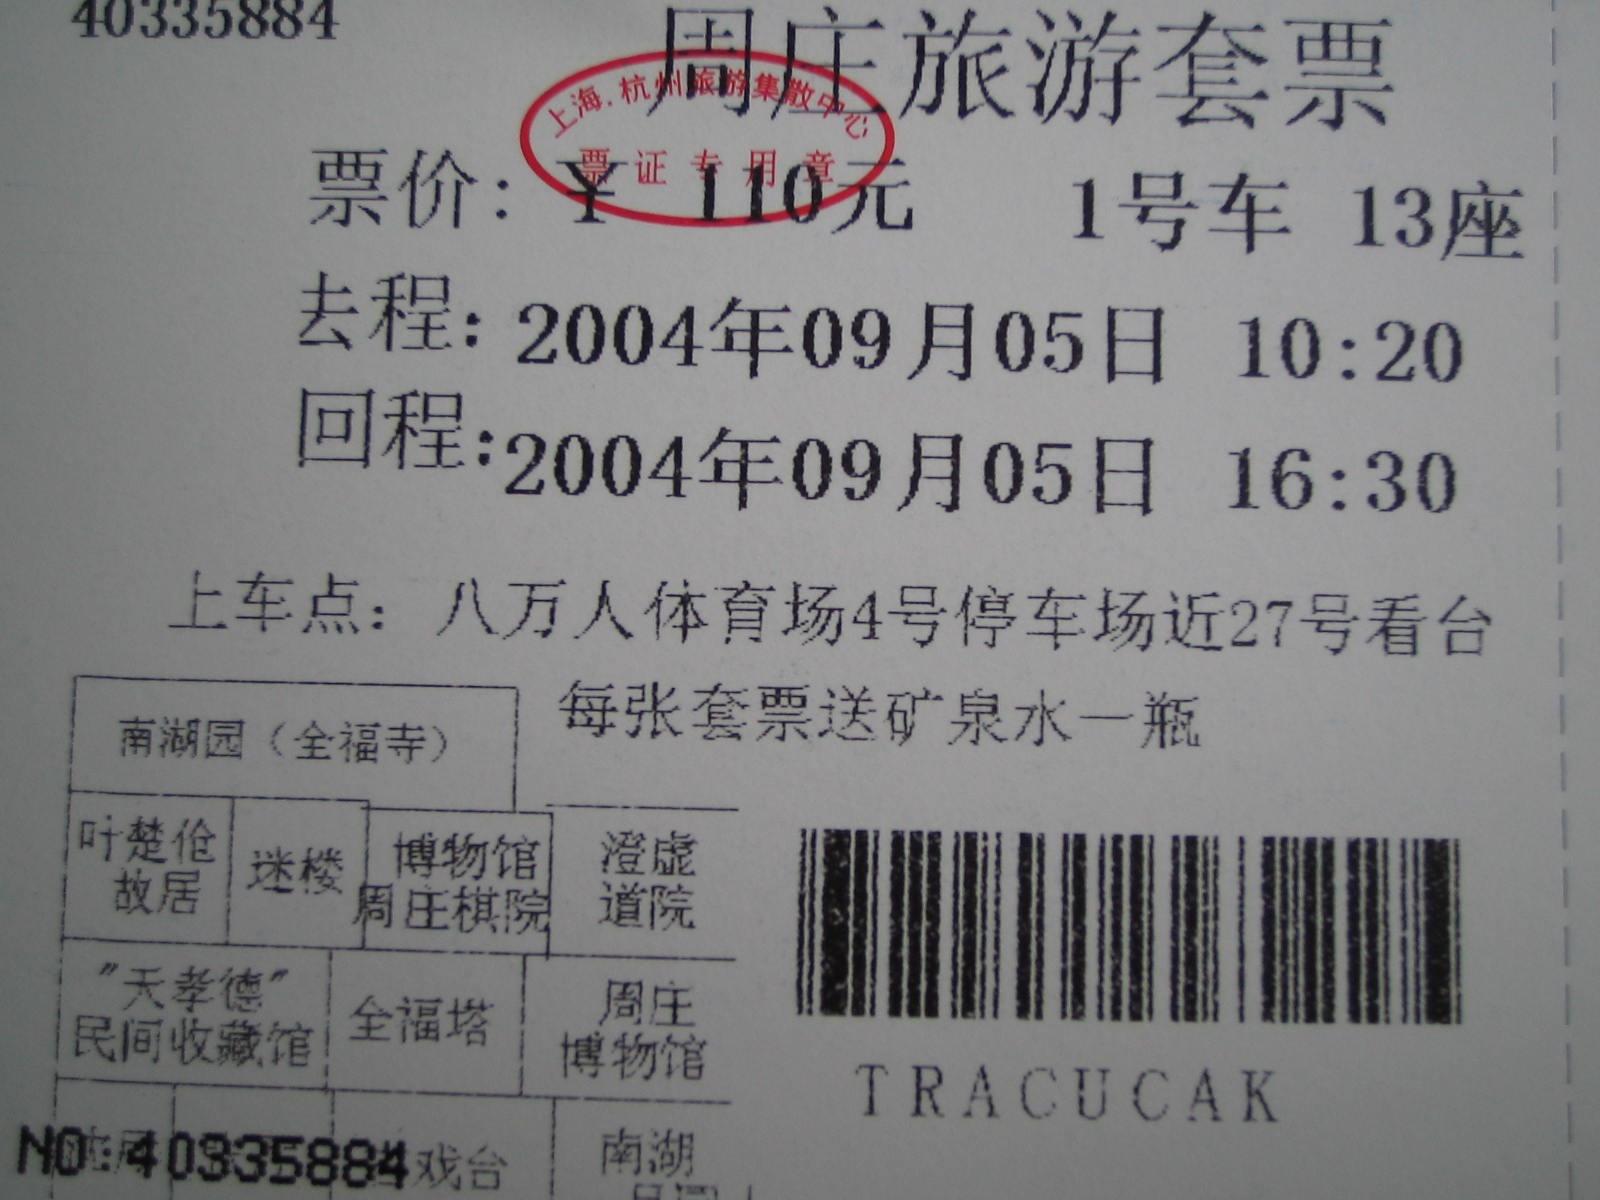 40335884
周庄旅游套票
上海.杭州旅游集散中心
票证专用章
票价: ¥ 110元 1号车 13座
去程: 2004年09月05日 10:20
回程: 2004年09月05日 16:30
上车点: 八万人体育场4号停车场近27号看台
每张套票送矿泉水一瓶
南湖园(全福寺)
叶楚伧
故居
迷楼
博物馆
周庄棋院
澄虚
道院
"天孝德"
民间收藏馆
全福塔
周庄
博物馆
TRACUCAK
NO:40335884
戏台
南湖